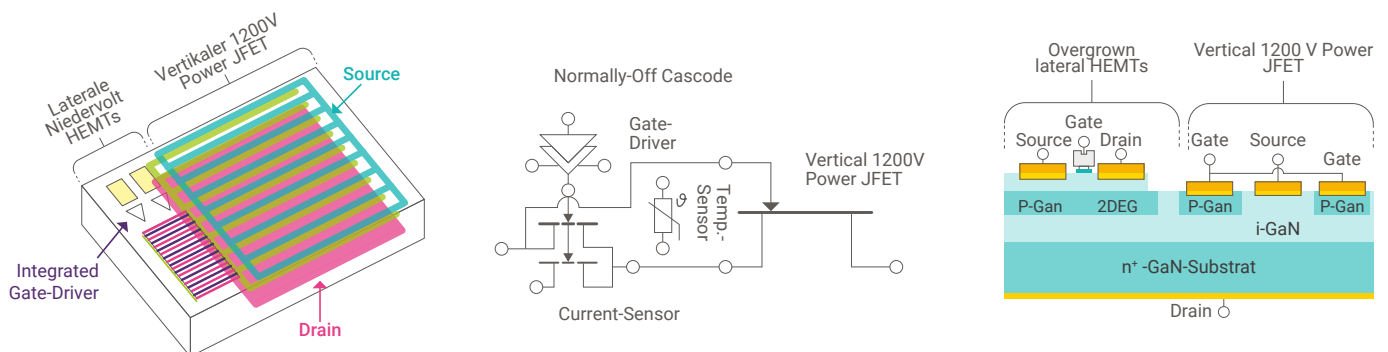 Laterale
Niedervolt
HEMTs
Vertikaler 1200V
Power JFET
Source
Integrated
Gate-Driver
Drain
Normally-Off Cascode
Gate-
Driver
ϑ
Temp.-
Sensor
Vertical 1200V
Power JFET
Current-Sensor
Overgrown
lateral HEMTs
Vertical 1200 V Power
JFET
Source
Gate
Drain
Gate
Source
Gate
P-Gan
2DEG
P-Gan
P-Gan
i-GaN
n⁺ -GaN-Substrat
Drain